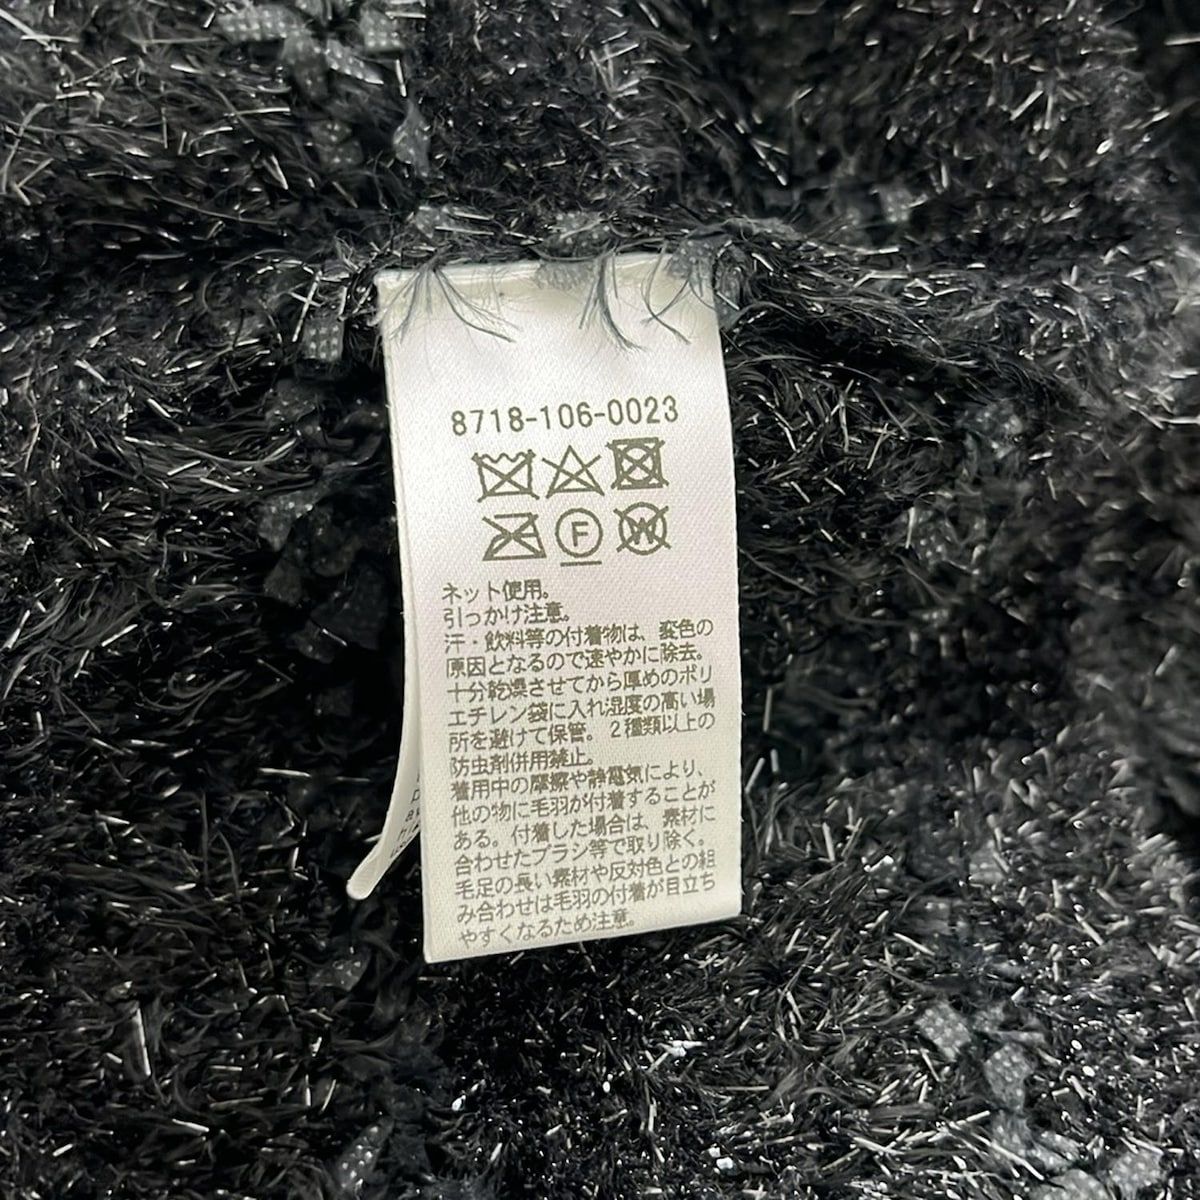 8718-106-0023
F
W
ネット使用。
引っかけ注意。
汗・飲料等の付着物は、変色の
原因となるので速やかに除去。
十分乾燥させてから厚めのポリ
エチレン袋に入れ湿度の高い場
所を避けて保管。2種類以上の
防虫剤併用禁止。
着用中の摩擦や静電気により、
他の物に毛羽が付着することが
ある。付着した場合は、素材に
合わせたブラシ等で取り除く。
毛足の長い素材や反対色との組
み合わせは毛羽の付着が目立ち
やすくなるため注意。